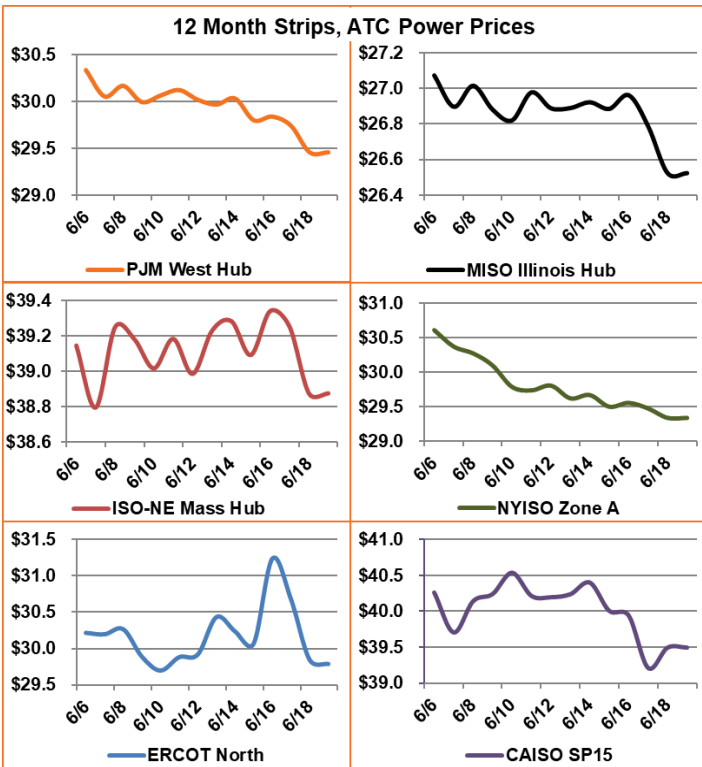 12 Month Strips, ATC Power Prices
$30.5
$30.0
$29.5
$29.0
6/6 6/8 6/10 6/12 6/14 6/16 6/18
PJM West Hub
$27.2
$27.0
$26.8
$26.6
$26.4
6/6 6/8 6/10 6/12 6/14 6/16 6/18
MISO Illinois Hub
$39.4
$39.2
$39.0
$38.8
$38.6
6/6 6/8 6/10 6/12 6/14 6/16 6/18
ISO-NE Mass Hub
$31.0
$30.5
$30.0
$29.5
$29.0
6/6 6/8 6/10 6/12 6/14 6/16 6/18
NYISO Zone A
$31.5
$31.0
$30.5
$30.0
$29.5
6/6 6/8 6/10 6/12 6/14 6/16 6/18
ERCOT North
$41.0
$40.5
$40.0
$39.5
$39.0
6/6 6/8 6/10 6/12 6/14 6/16 6/18
CAISO SP15